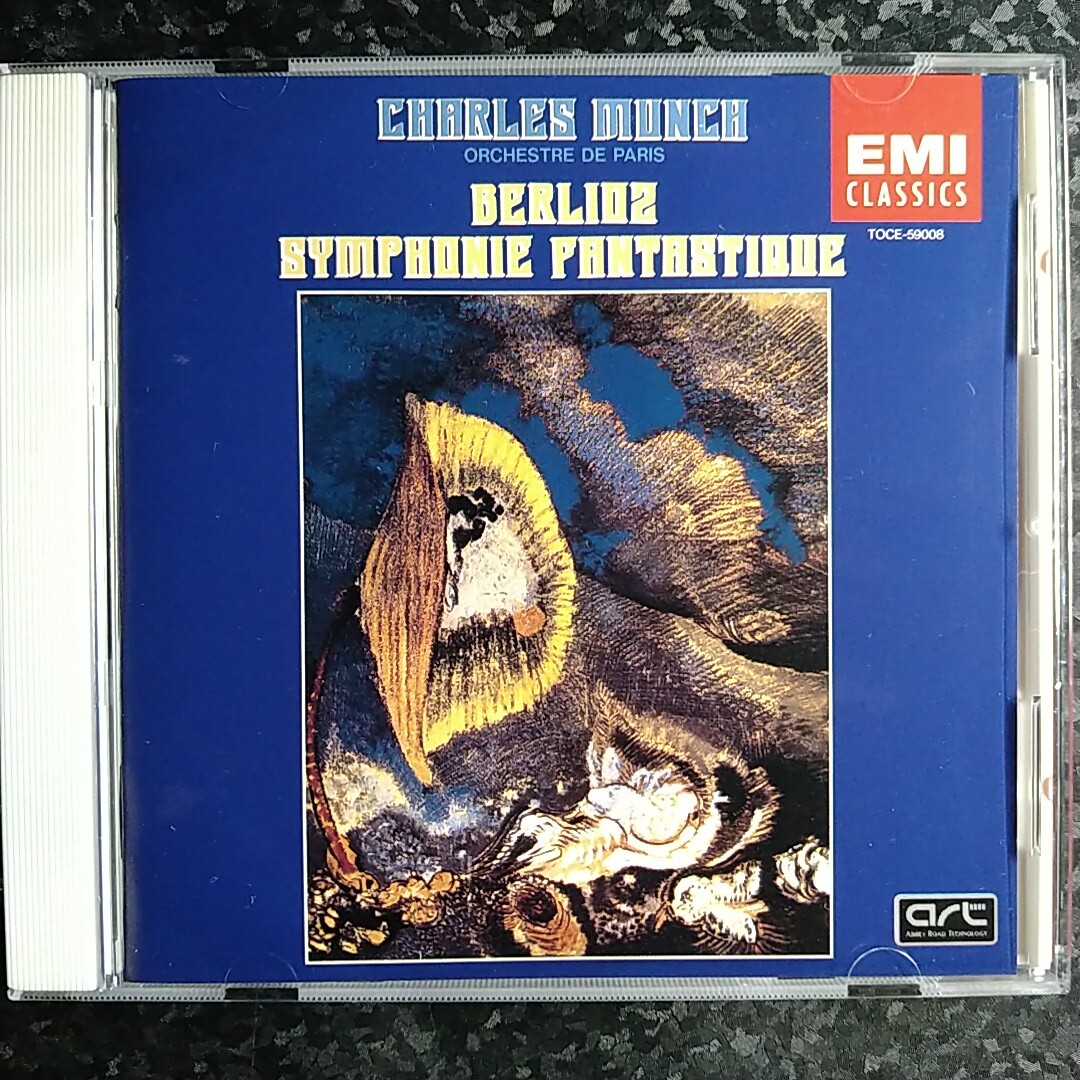 CHARLES MUNCH
ORCHESTRE DE PARIS
BERLIOZ
SYMPHONIE FANTASTIQUE
EMI
CLASSICS
TOCE-59008
art
ABBEY ROAD TECHNOLOGY